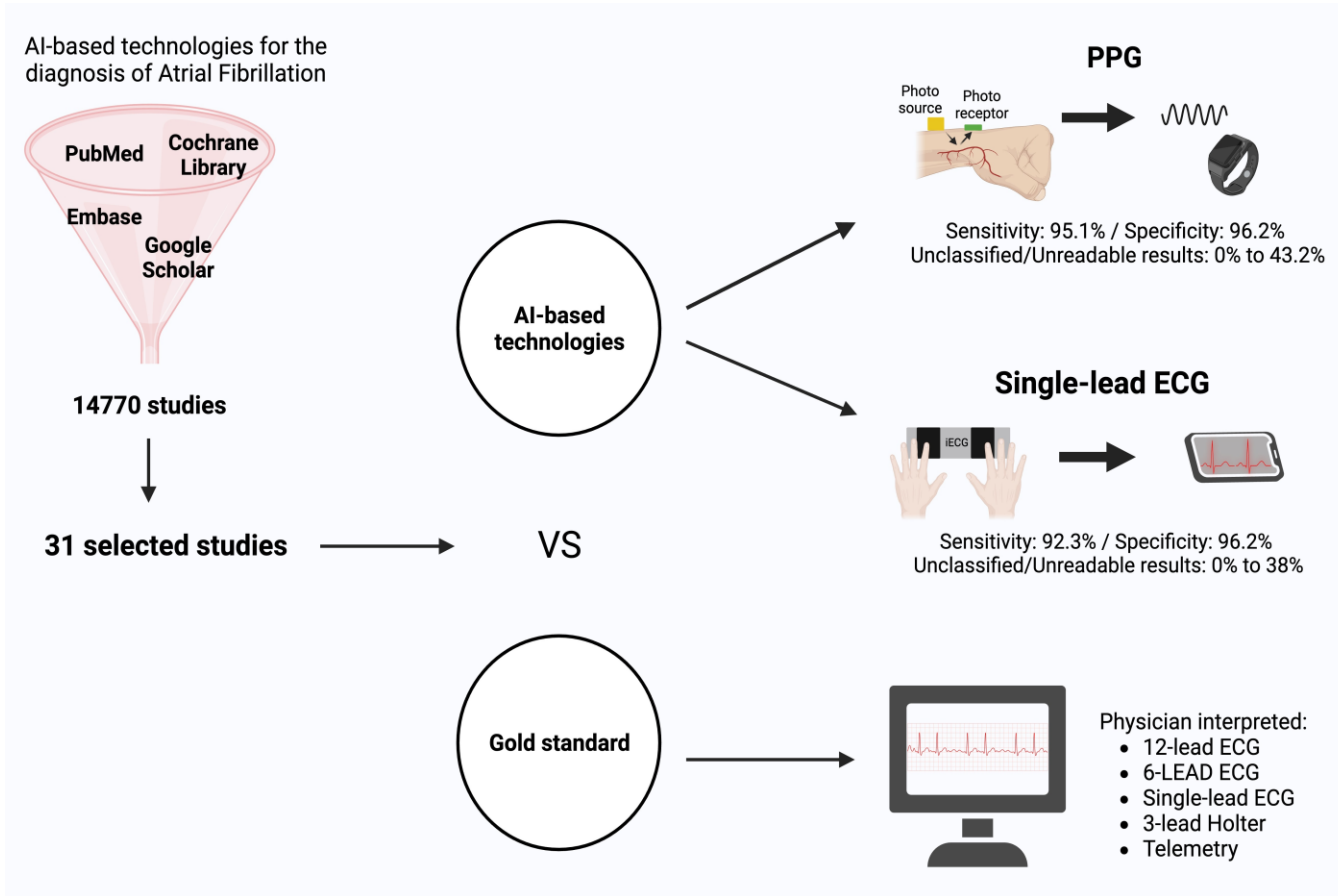 AI-based technologies for the
diagnosis of Atrial Fibrillation
PubMed
Cochrane
Library
Embase
Google
Scholar
14770 studies
31 selected studies
AI-based
technologies
VS
Gold standard
PPG
Photo
source
Photo
receptor
Sensitivity: 95.1% / Specificity: 96.2%
Unclassified/Unreadable results: 0% to 43.2%
Single-lead ECG
iECG
Sensitivity: 92.3% / Specificity: 96.2%
Unclassified/Unreadable results: 0% to 38%
Physician interpreted:
• 12-lead ECG
• 6-LEAD ECG
• Single-lead ECG
• 3-lead Holter
• Telemetry